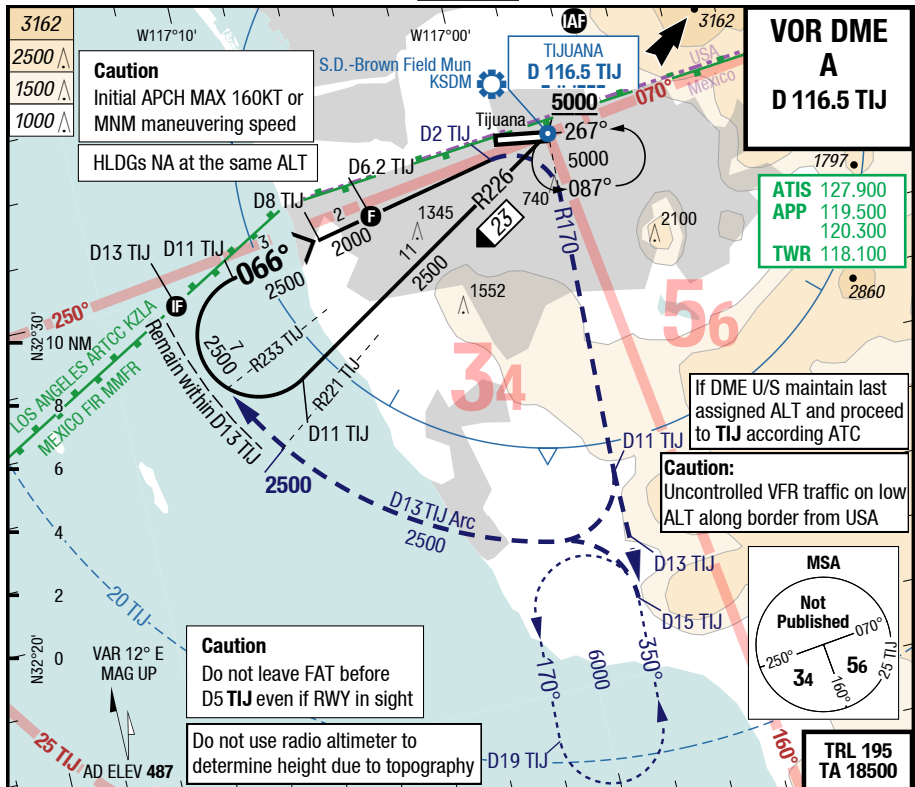 3162
2500
1500
1000
W117°10'
W117°00'
IAF
3162
VOR DME
A
D 116.5 TIJ
Caution
Initial APCH MAX 160KT or
MNM maneuvering speed
HLDGs NA at the same ALT
S.D.-Brown Field Mun
KSDM
TIJUANA
D 116.5 TIJ
USA
Mexico
070°
5000
Tijuana
267°
5000
087°
740
D2 TIJ
D6.2 TIJ
F
D8 TIJ
2
2000
R226
R170
23
1345
11
2500
2100
1797
ATIS 127.900
APP 119.500
120.300
TWR 118.100
2860
D13 TIJ
D11 TIJ
3
066°
2500
IF
250°
1552
56
34
N32°30'
10 NM
LOS ANGELES ARTCC KZLA
MEXICO FIR MMFR
7
2500
R233 TIJ
R221 TIJ
Remain within D13 TIJ
D11 TIJ
8
6
4
2
0
2500
D13 TIJ Arc
2500
D11 TIJ
D13 TIJ
D15 TIJ
If DME U/S maintain last
assigned ALT and proceed
to TIJ according ATC
Caution:
Uncontrolled VFR traffic on low
ALT along border from USA
MSA
Not
Published
070°
250°
34
56
160°
25 TIJ
20 TIJ
N32°20'
VAR 12° E
MAG UP
Caution
Do not leave FAT before
D5 TIJ even if RWY in sight
170°
6000
350°
D19 TIJ
Do not use radio altimeter to
determine height due to topography
25 TIJ
AD ELEV 487
160°
TRL 195
TA 18500